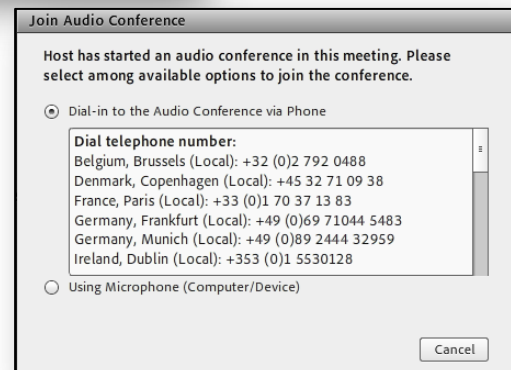 Join Audio Conference
Host has started an audio conference in this meeting. Please
select among available options to join the conference.
Dial-in to the Audio Conference via Phone
Dial telephone number:
Belgium, Brussels (Local): +32 (0)2 792 0488
Denmark, Copenhagen (Local): +45 32 71 09 38
France, Paris (Local): +33 (0)1 70 37 13 83
Germany, Frankfurt (Local): +49 (0)69 71044 5483
Germany, Munich (Local): +49 (0)89 2444 32959
Ireland, Dublin (Local): +353 (0)1 5530128
Using Microphone (Computer/Device)
Cancel